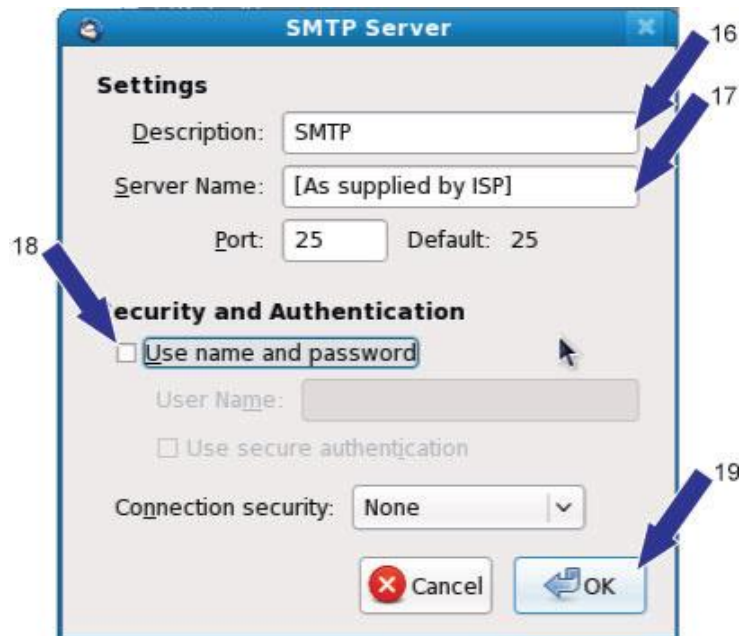 SMTP Server
16
Settings
17
Description: SMTP
Server Name: [As supplied by ISP]
Port: 25 Default: 25
18
ecurity and Authentication
Use name and password
User Name:
Use secure authentication
19
Connection security: None
Cancel OK